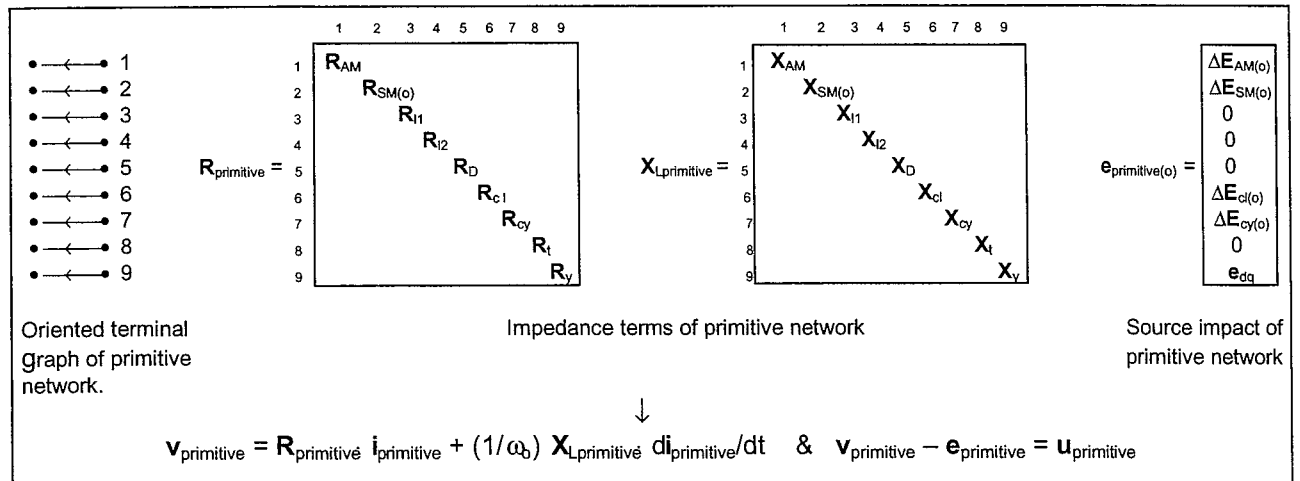 1 2 3 4 5 6 7 8 9
1 2 3 4 5 6 7 8 9
1
2
3
4
5
6
7
8
9
R_primitive =
1 R_AM
2 R_SM(o)
3 R_l1
4 R_l2
5 R_D
6 R_cl
7 R_cy
8 R_t
9 R_y
X_Lprimitive =
1 X_AM
2 X_SM(o)
3 X_l1
4 X_l2
5 X_D
6 X_cl
7 X_cy
8 X_t
9 X_y
e_primitive(o) =
ΔE_AM(o)
ΔE_SM(o)
0
0
0
ΔE_cl(o)
ΔE_cy(o)
0
e_dq
Oriented terminal
graph of primitive
network.
Impedance terms of primitive network
Source impact of
primitive network
↓
v_primitive = R_primitive. i_primitive + (1/ω_o) X_Lprimitive. di_primitive/dt & v_primitive – e_primitive = u_primitive